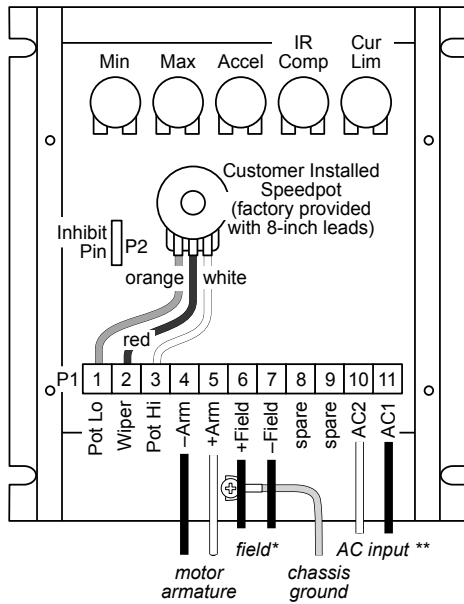 IR
Cur
Min
Max
Accel
Comp
Lim
Customer Installed
Speedpot
(factory provided
with 8-inch leads)
Inhibit
Pin
P2
orange
white
red
P1
1
2
3
4
5
6
7
8
9
10
11
Pot Lo
Wiper
Pot Hi
–Arm
+Arm
+Field
–Field
spare
spare
AC2
AC1
field*
AC input **
motor
armature
chassis
ground